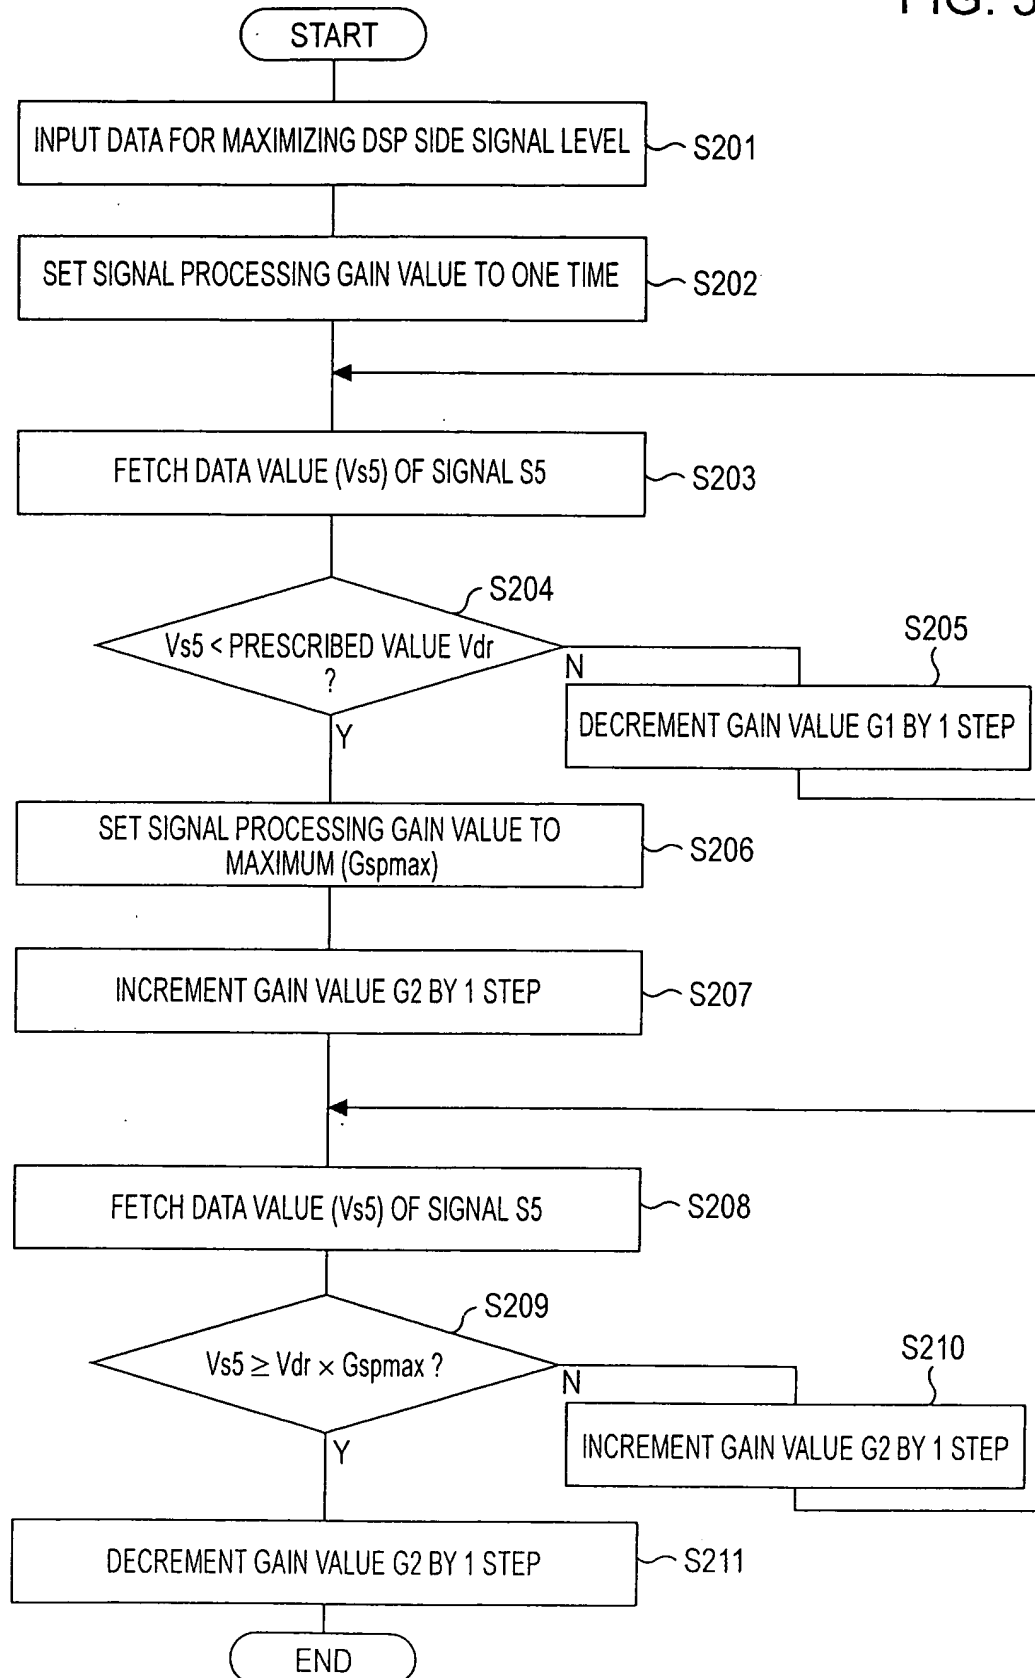 FIG. 5
START
INPUT DATA FOR MAXIMIZING DSP SIDE SIGNAL LEVEL
S201
SET SIGNAL PROCESSING GAIN VALUE TO ONE TIME
S202
FETCH DATA VALUE (Vs5) OF SIGNAL S5
S203
S204
Vs5 < PRESCRIBED VALUE Vdr
?
N
Y
S205
DECREMENT GAIN VALUE G1 BY 1 STEP
SET SIGNAL PROCESSING GAIN VALUE TO
MAXIMUM (Gspmax)
S206
INCREMENT GAIN VALUE G2 BY 1 STEP
S207
FETCH DATA VALUE (Vs5) OF SIGNAL S5
S208
S209
Vs5 ≥ Vdr × Gspmax ?
N
Y
S210
INCREMENT GAIN VALUE G2 BY 1 STEP
DECREMENT GAIN VALUE G2 BY 1 STEP
S211
END